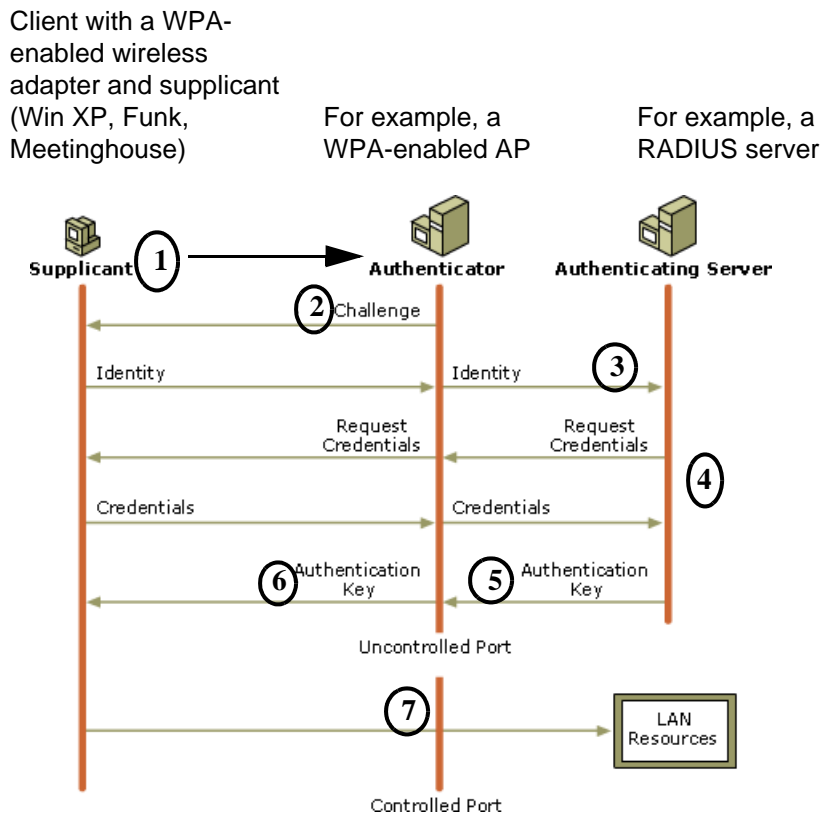 Client with a WPA-
enabled wireless
adapter and supplicant
(Win XP, Funk,
Meetinghouse)
For example, a
WPA-enabled AP
For example, a
RADIUS server
Supplicant
1
Authenticator
Authenticating Server
2
Challenge
Identity
Identity
3
Request
Credentials
Request
Credentials
4
Credentials
Credentials
6
Authentication
Key
5
Authentication
Key
Uncontrolled Port
7
LAN
Resources
Controlled Port